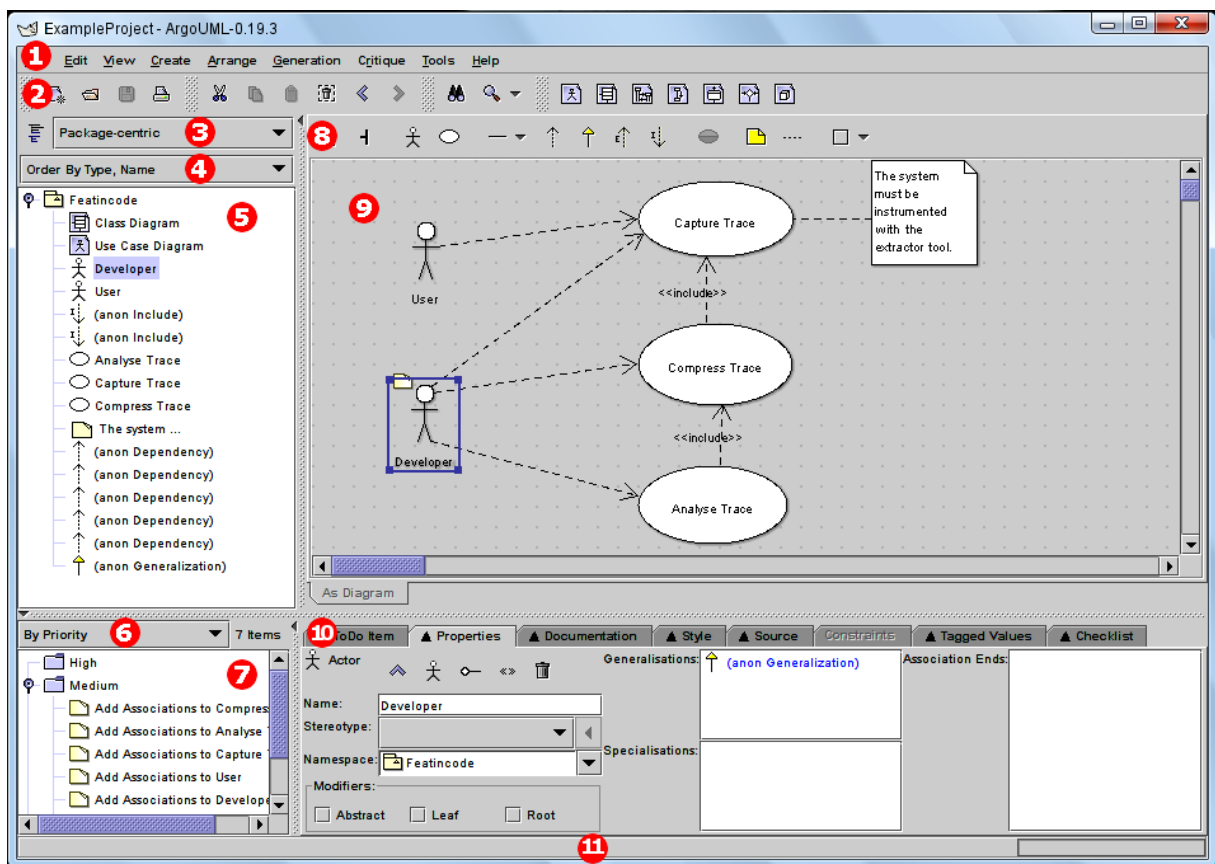 ExampleProject - ArgoUML-0.19.3
1 Edit View Create Arrange Generation Critique Tools Help
2
Package-centric 3
8
Order By Type, Name 4
5
Featincode
Class Diagram
Use Case Diagram
Developer
User
(anon Include)
(anon Include)
Analyse Trace
Capture Trace
Compress Trace
The system ...
(anon Dependency)
(anon Dependency)
(anon Dependency)
(anon Dependency)
(anon Dependency)
(anon Generalization)
9
The system
must be
instrumented
with the
extractor tool.
Capture Trace
User
<<include>>
Compress Trace
<<include>>
Developer
Analyse Trace
As Diagram
By Priority 6 7 Items
7
High
Medium
Add Associations to Compres
Add Associations to Analyse
Add Associations to Capture
Add Associations to User
Add Associations to Develope
10 ToDo Item Properties Documentation Style Source Constraints Tagged Values Checklist
Actor
«»
Name: Developer
Stereotype:
Namespace: Featincode
Modifiers:
Abstract Leaf Root
Generalisations: (anon Generalization)
Specialisations:
Association Ends:
11